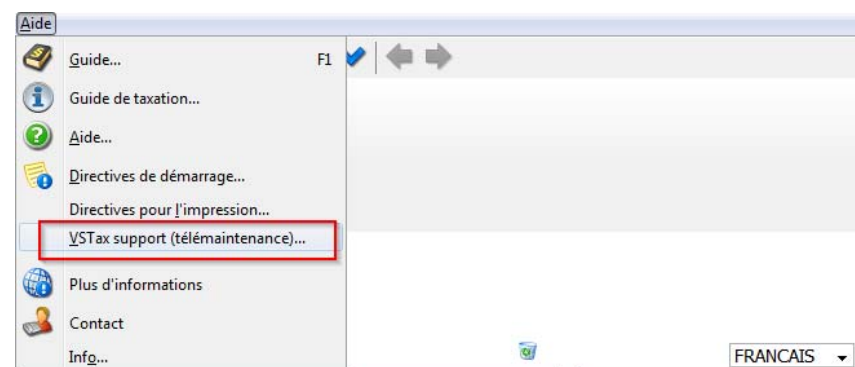 Aide
Guide... F1
Guide de taxation...
Aide...
Directives de démarrage...
Directives pour l'impression...
VSTax support (télémaintenance)...
Plus d'informations
Contact
Info...
FRANCAIS